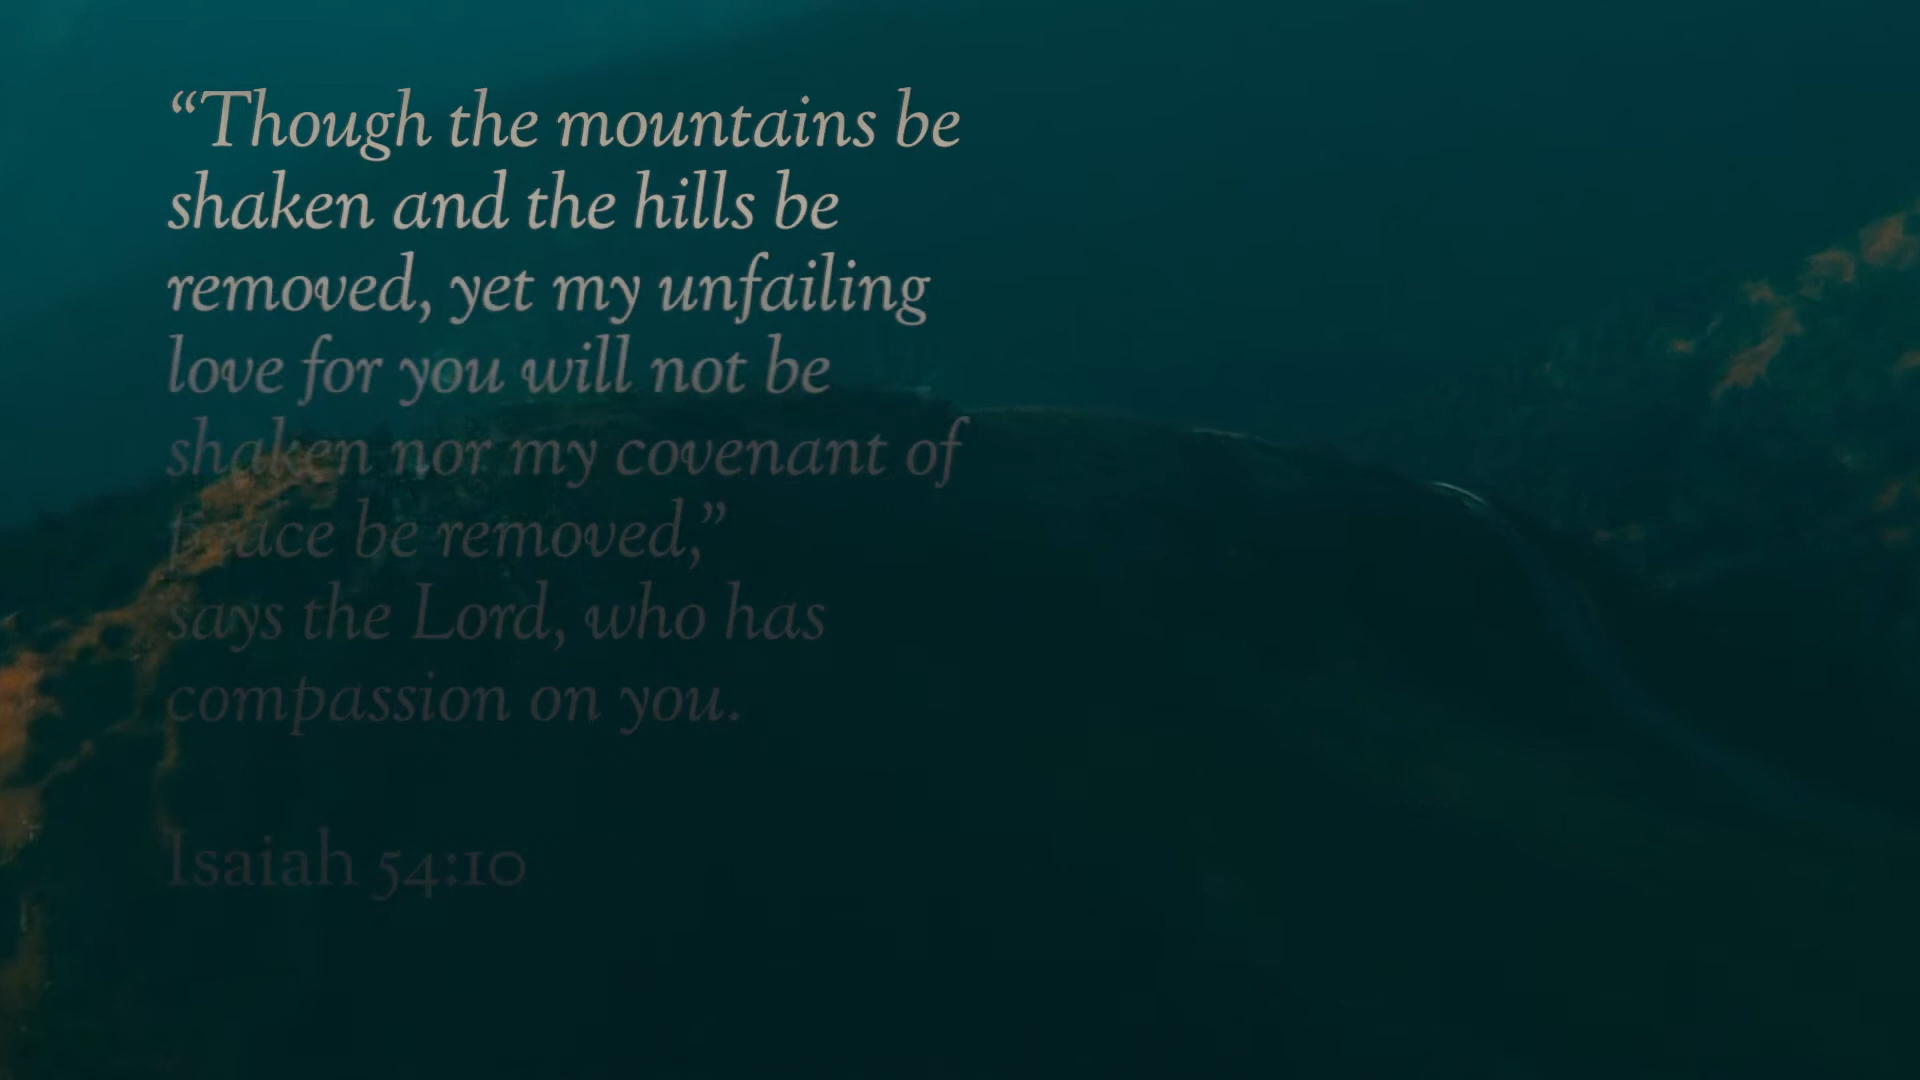 “Though the mountains be
shaken and the hills be
removed, yet my unfailing
love for you will not be
shaken nor my covenant of
peace be removed,”
says the Lord, who has
compassion on you.
Isaiah 54:10